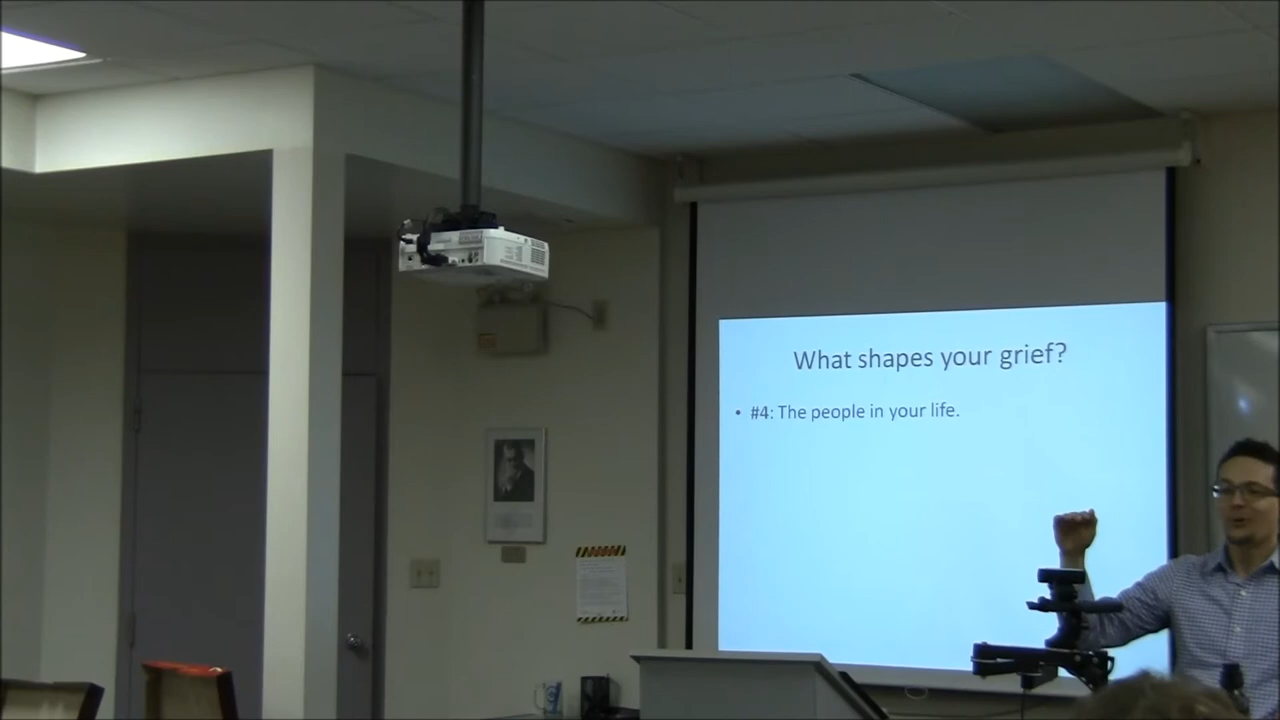 What shapes your grief?
• #4: The people in your life.